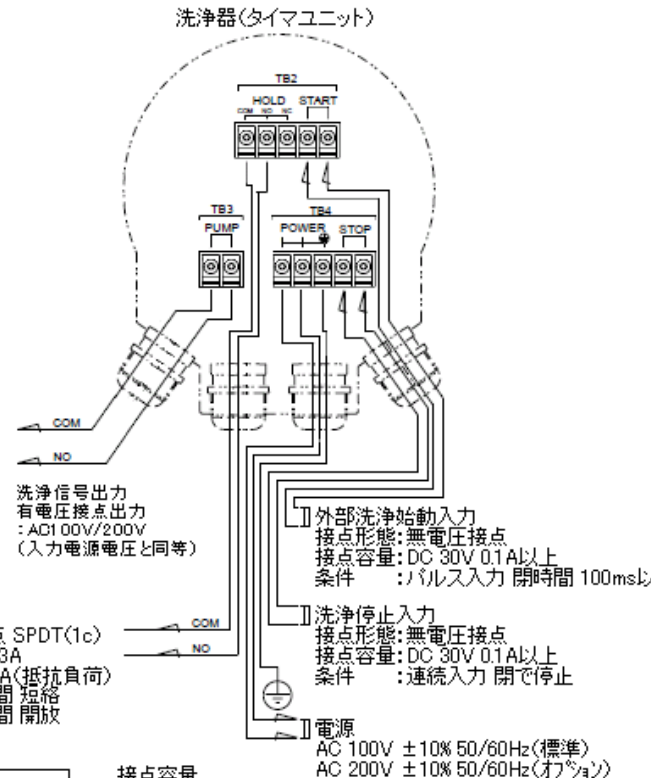 洗浄器(タイマユニット)
TB2
HOLD START
COM NO NC
TB3
PUMP
TB4
POWER STOP
COM
NO
洗浄信号出力
有電圧接点出力
:AC100V/200V
(入力電源電圧と同等)
外部洗浄始動入力
接点形態:無電圧接点
接点容量:DC 30V 0.1A以上
条件 :パルス入力 閉時間 100ms以
COM
NO
点 SPDT(1c)
3A
A(抵抗負荷)
間 短絡
間 開放
洗浄停止入力
接点形態:無電圧接点
接点容量:DC 30V 0.1A以上
条件 :連続入力 閉で停止
電源
AC 100V ±10% 50/60Hz(標準)
AC 200V ±10% 50/60Hz(オプション)
接点容量